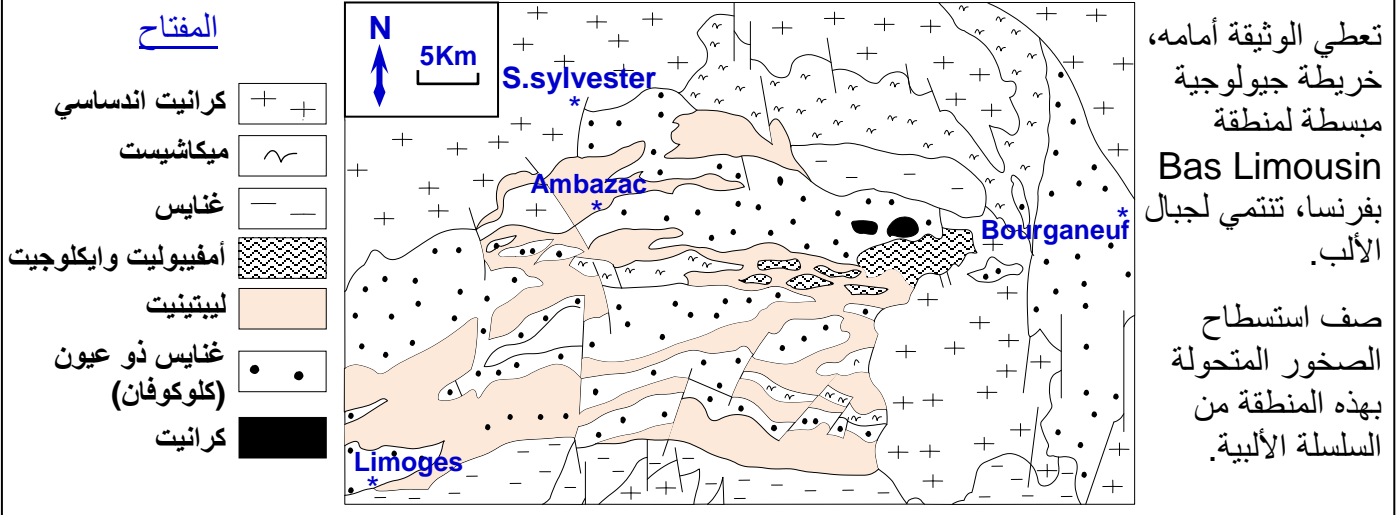 تعطي الوثيقة أمامه،
خريطة جيولوجية
مبسطة لمنطقة
Bas Limousin
بفرنسا، تنتمي لجبال
الألب.
صف استسطاح
الصخور المتحولة
بهذه المنطقة من
السلسلة الألبية.
N
5Km
S.sylvester
Ambazac
Bourganeuf
Limoges
المفتاح
كرانيت اندساسي
ميكاشيست
غنايس
أمفيبوليت وايكلوجيت
ليبتينيت
غنايس ذو عيون
(كلوكوفان)
كرانيت